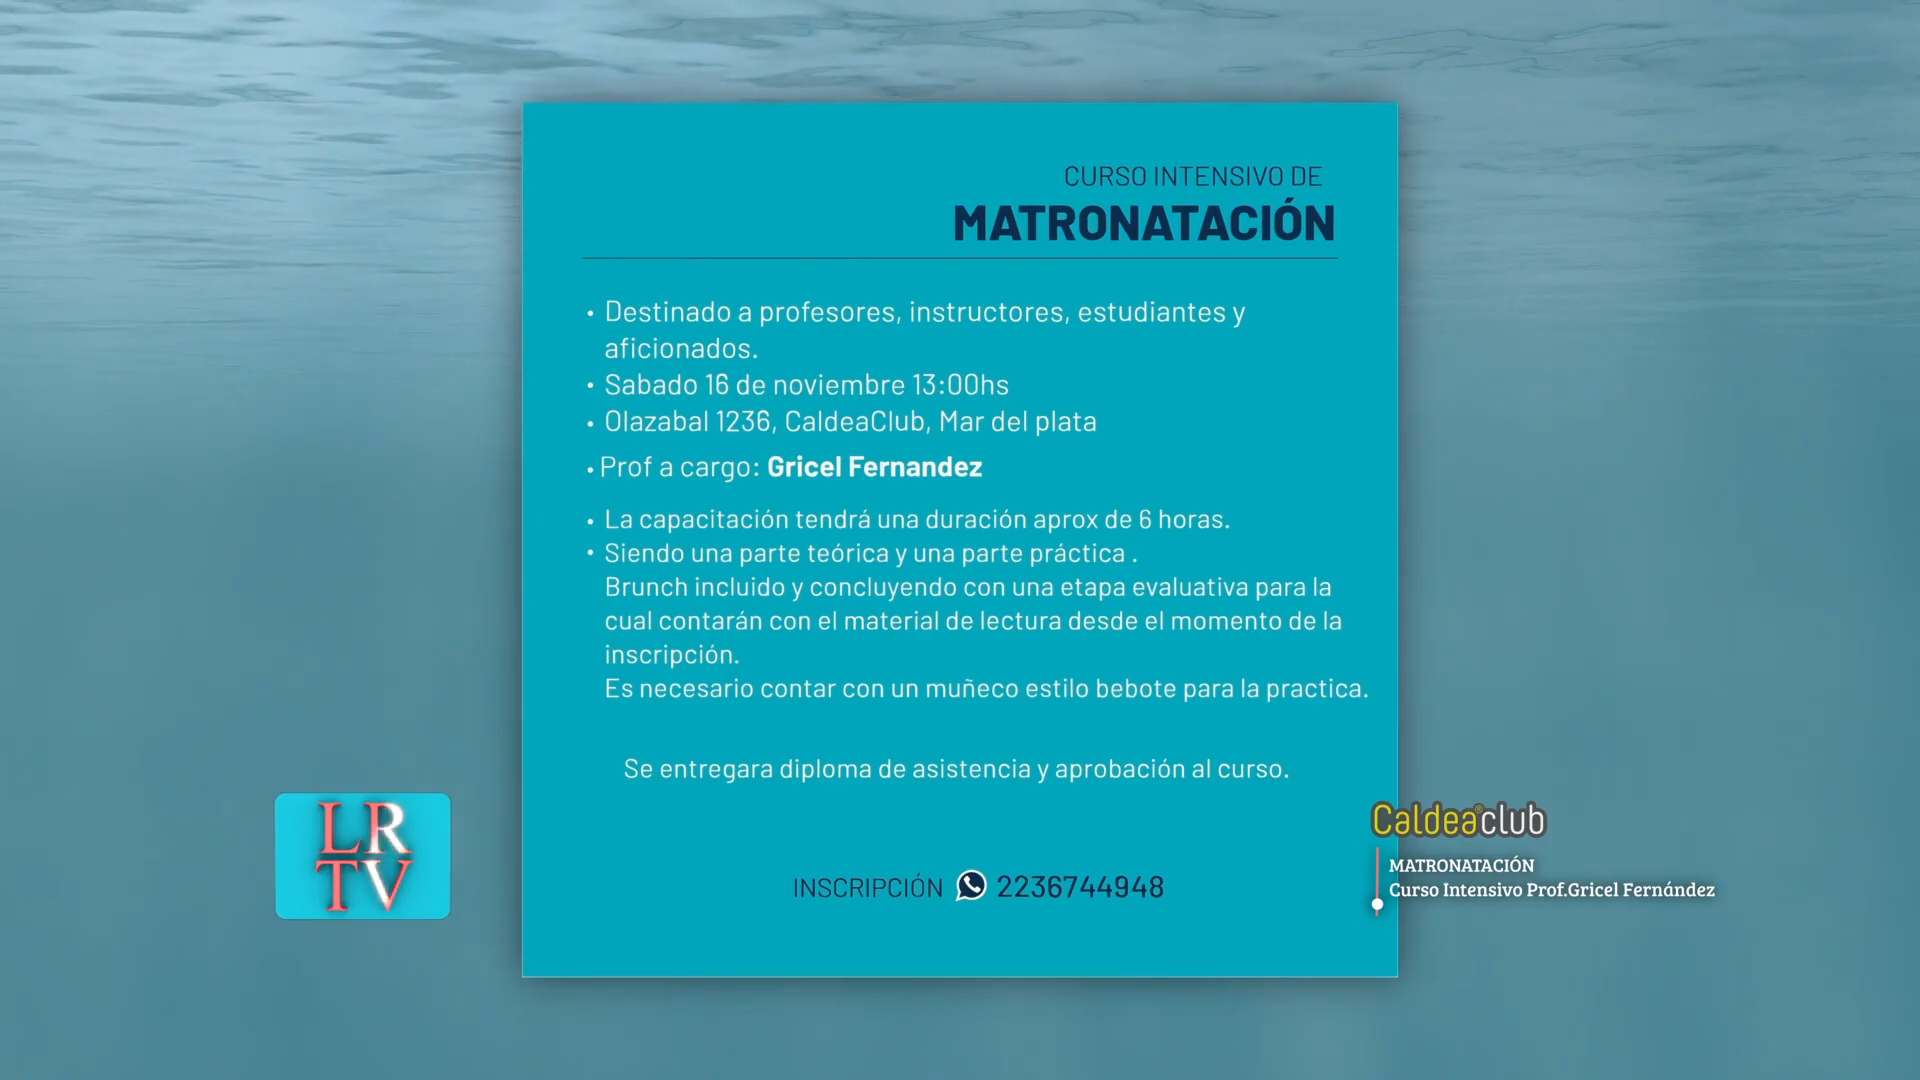 CURSO INTENSIVO DE
MATRONATACIÓN
• Destinado a profesores, instructores, estudiantes y
aficionados.
• Sabado 16 de noviembre 13:00hs
• Olazabal 1236, CaldeaClub, Mar del plata
• Prof a cargo: Gricel Fernandez
• La capacitación tendrá una duración aprox de 6 horas.
• Siendo una parte teórica y una parte práctica .
Brunch incluido y concluyendo con una etapa evaluativa para la
cual contarán con el material de lectura desde el momento de la
inscripción.
Es necesario contar con un muñeco estilo bebote para la practica.
Se entregara diploma de asistencia y aprobación al curso.
INSCRIPCIÓN 2236744948
LR
TV
Caldea®club
MATRONATACIÓN
Curso Intensivo Prof.Gricel Fernández